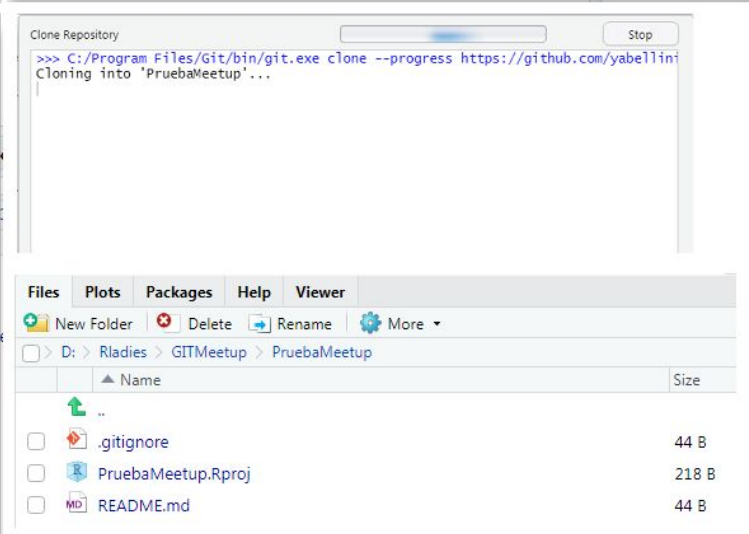 Clone Repository Stop
>>> C:/Program Files/Git/bin/git.exe clone --progress https://github.com/yabellini
Cloning into 'PruebaMeetup'...
Files Plots Packages Help Viewer
New Folder Delete Rename More
D: > Rladies > GITMeetup > PruebaMeetup
Name Size
..
.gitignore 44 B
PruebaMeetup.Rproj 218 B
MD README.md 44 B